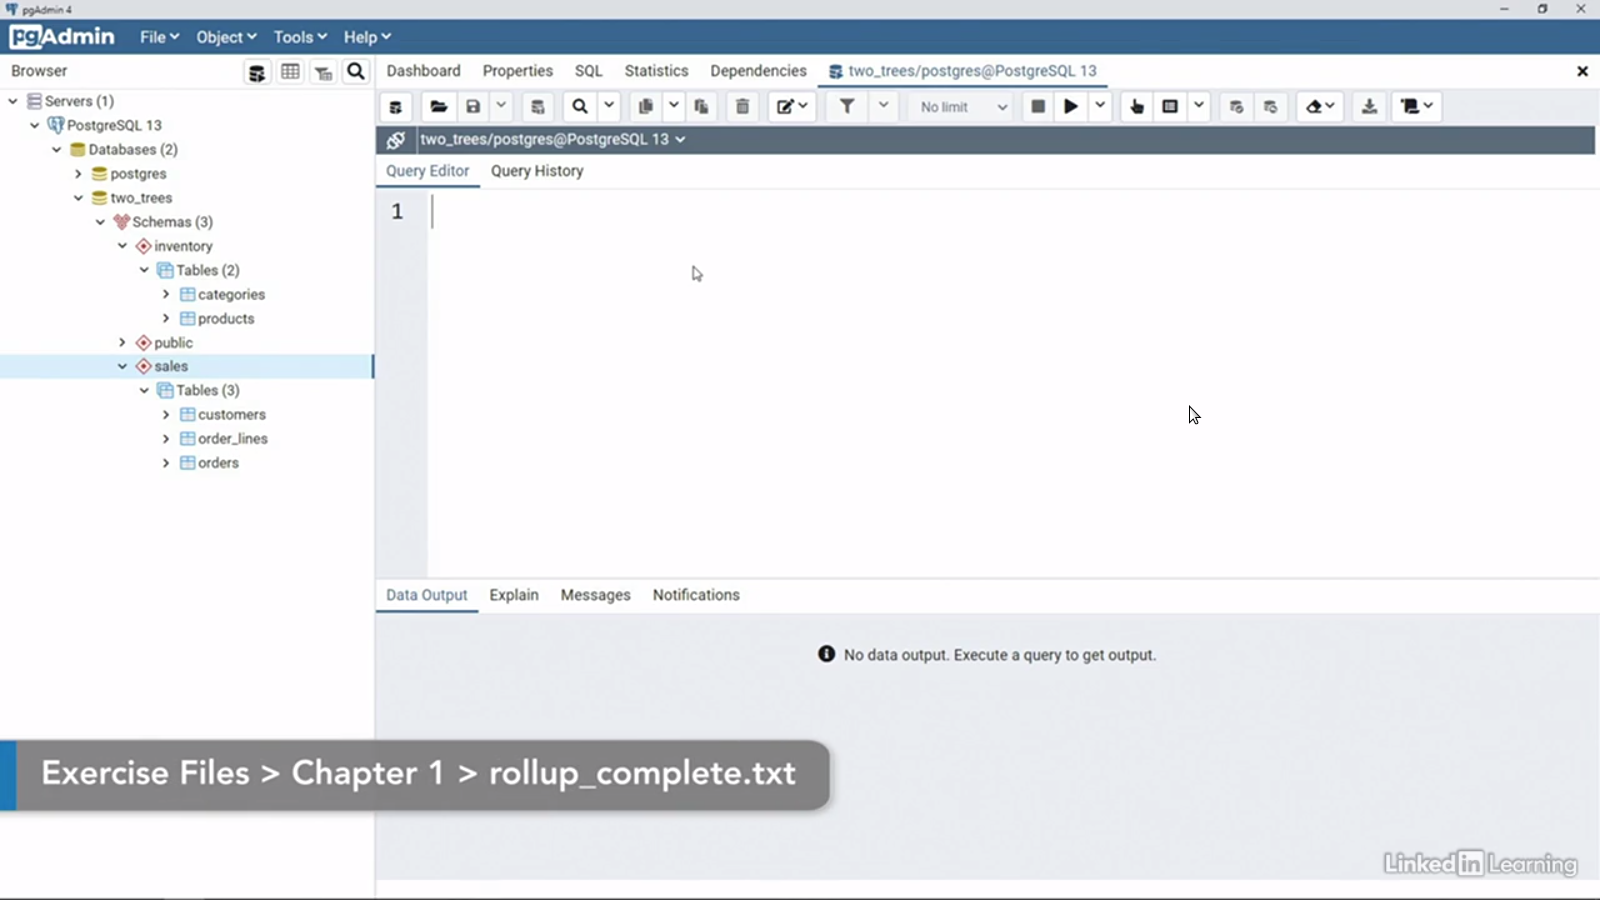 pgAdmin 4
pgAdmin File Object Tools Help
Browser
Dashboard Properties SQL Statistics Dependencies two_trees/postgres@PostgreSQL 13
Servers (1)
PostgreSQL 13
Databases (2)
postgres
two_trees
Schemas (3)
inventory
Tables (2)
categories
products
public
sales
Tables (3)
customers
order_lines
orders
No limit
two_trees/postgres@PostgreSQL 13
Query Editor Query History
1
Data Output Explain Messages Notifications
No data output. Execute a query to get output.
Exercise Files > Chapter 1 > rollup_complete.txt
Linked in Learning